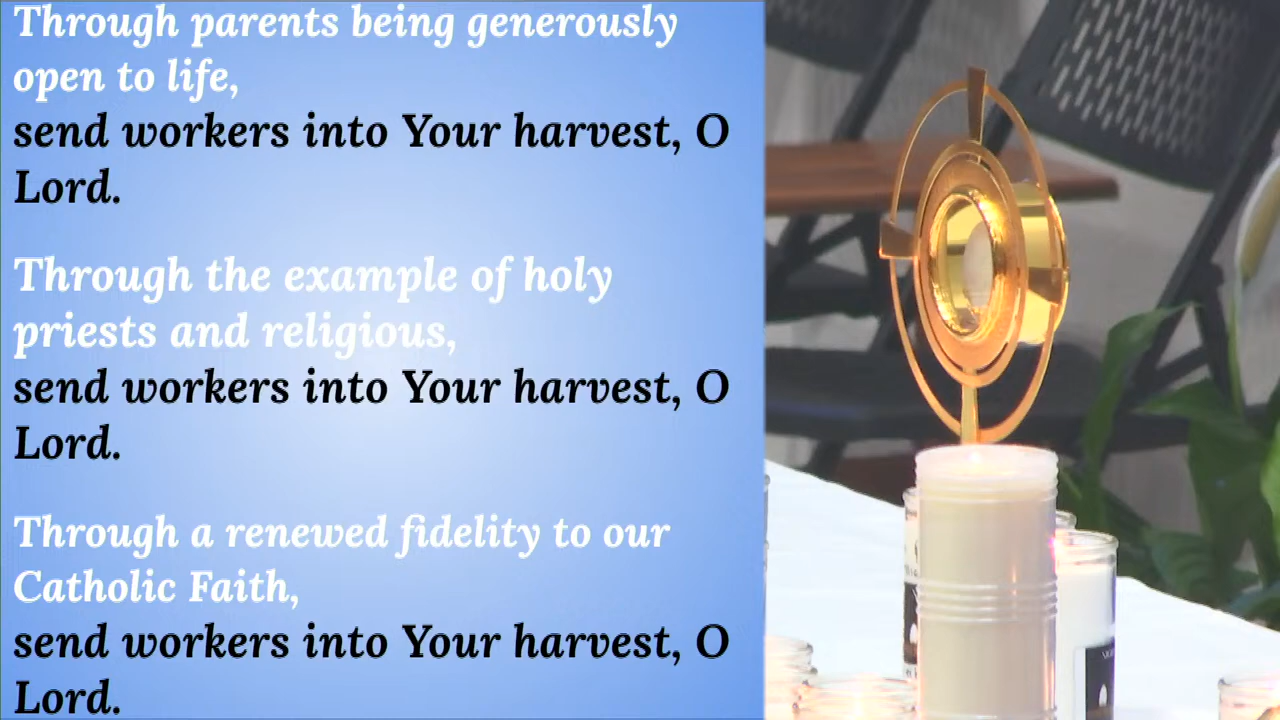 Through parents being generously
open to life,
send workers into Your harvest, O
Lord.
Through the example of holy
priests and religious,
send workers into Your harvest, O
Lord.
Through a renewed fidelity to our
Catholic Faith,
send workers into Your harvest, O
Lord.